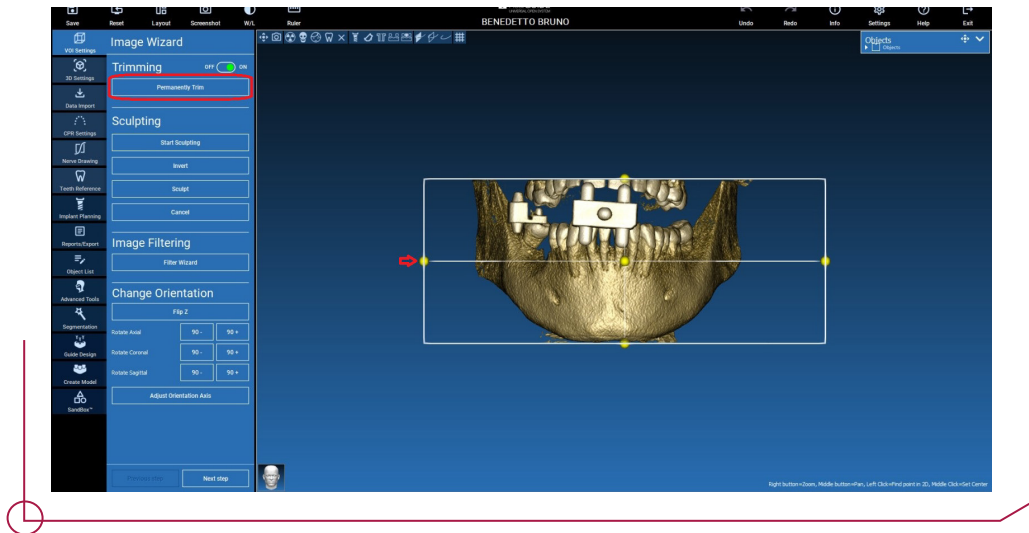 Save Reset Layout Screenshot W/L Ruler BENEDETTO BRUNO Undo Redo Info Settings Help Exit
VOI Settings
3D Settings
Data Import
CPR Settings
Nerve Drawing
Teeth Reference
Implant Planning
Reports/Export
Object List
Advanced Tools
Segmentation
Guide Design
Create Model
SandBox™
Image Wizard
Trimming OFF ON
Permanently Trim
Sculpting
Start Sculpting
Invert
Sculpt
Cancel
Image Filtering
Filter Wizard
Change Orientation
Flip Z
Rotate Axial 90 - 90 +
Rotate Coronal 90 - 90 +
Rotate Sagittal 90 - 90 +
Adjust Orientation Axis
Previous step Next step
Objects
Objects
Right button=Zoom, Middle button=Pan, Left Click=Find point in 2D, Middle Click=Set Center